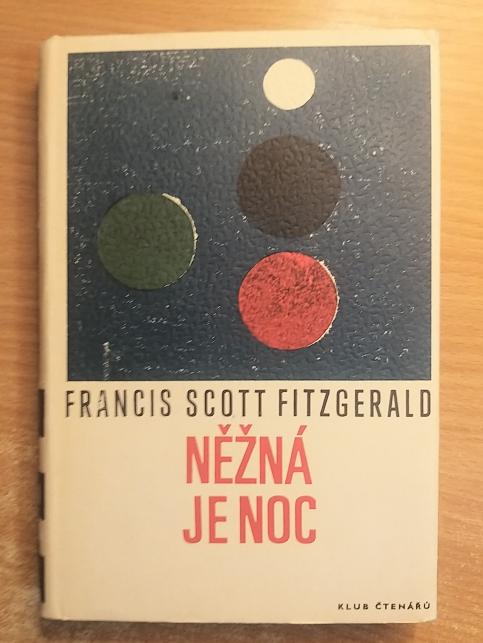 FRANCIS SCOTT FITZGERALD
NĚŽNÁ
JE NOC
KLUB ČTENÁŘŮ